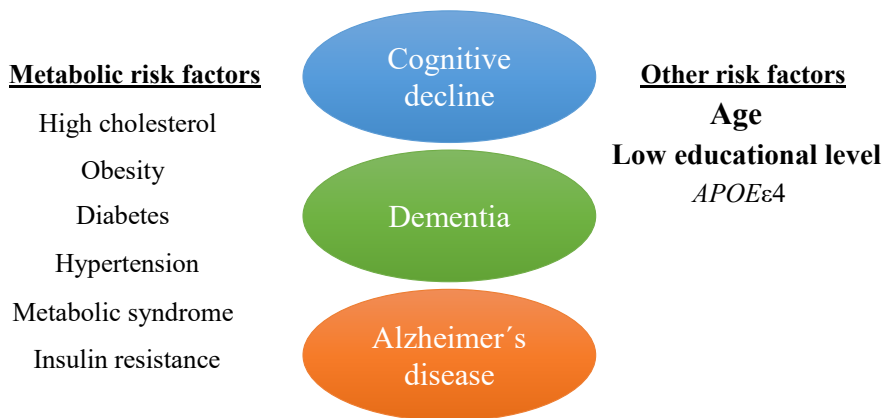 Metabolic risk factors
High cholesterol
Obesity
Diabetes
Hypertension
Metabolic syndrome
Insulin resistance
Cognitive
decline
Dementia
Alzheimer´s
disease
Other risk factors
Age
Low educational level
APOEε4